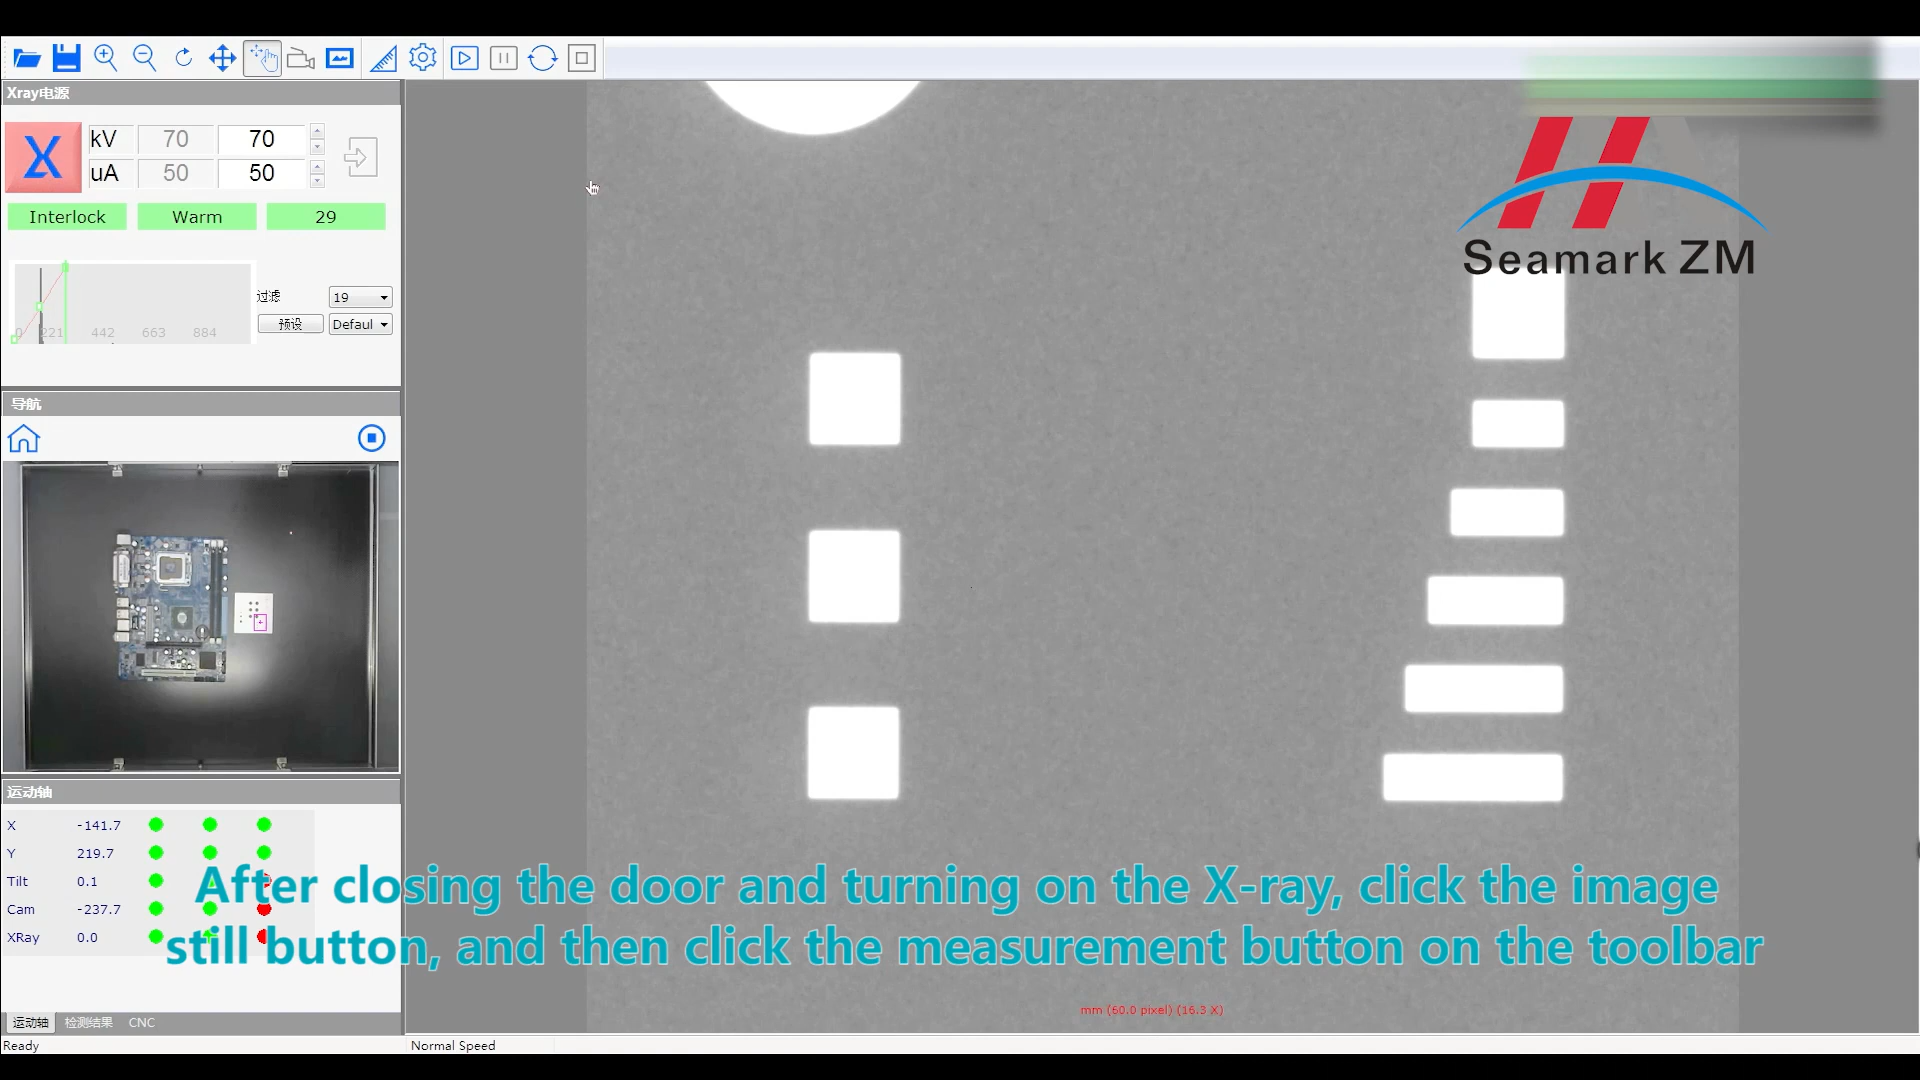 Xray电源
kV 70 70
uA 50 50
Interlock Warm 29
过滤 19
预设 Defaul
0 221 442 663 884
导航
Seamark ZM
运动轴
X -141.7
Y 219.7
Tilt 0.1
Cam -237.7
XRay 0.0
After closing the door and turning on the X-ray, click the image
still button, and then click the measurement button on the toolbar
mm (60.0 pixel) (16.3 X)
运动轴 检测结果 CNC
Ready Normal Speed